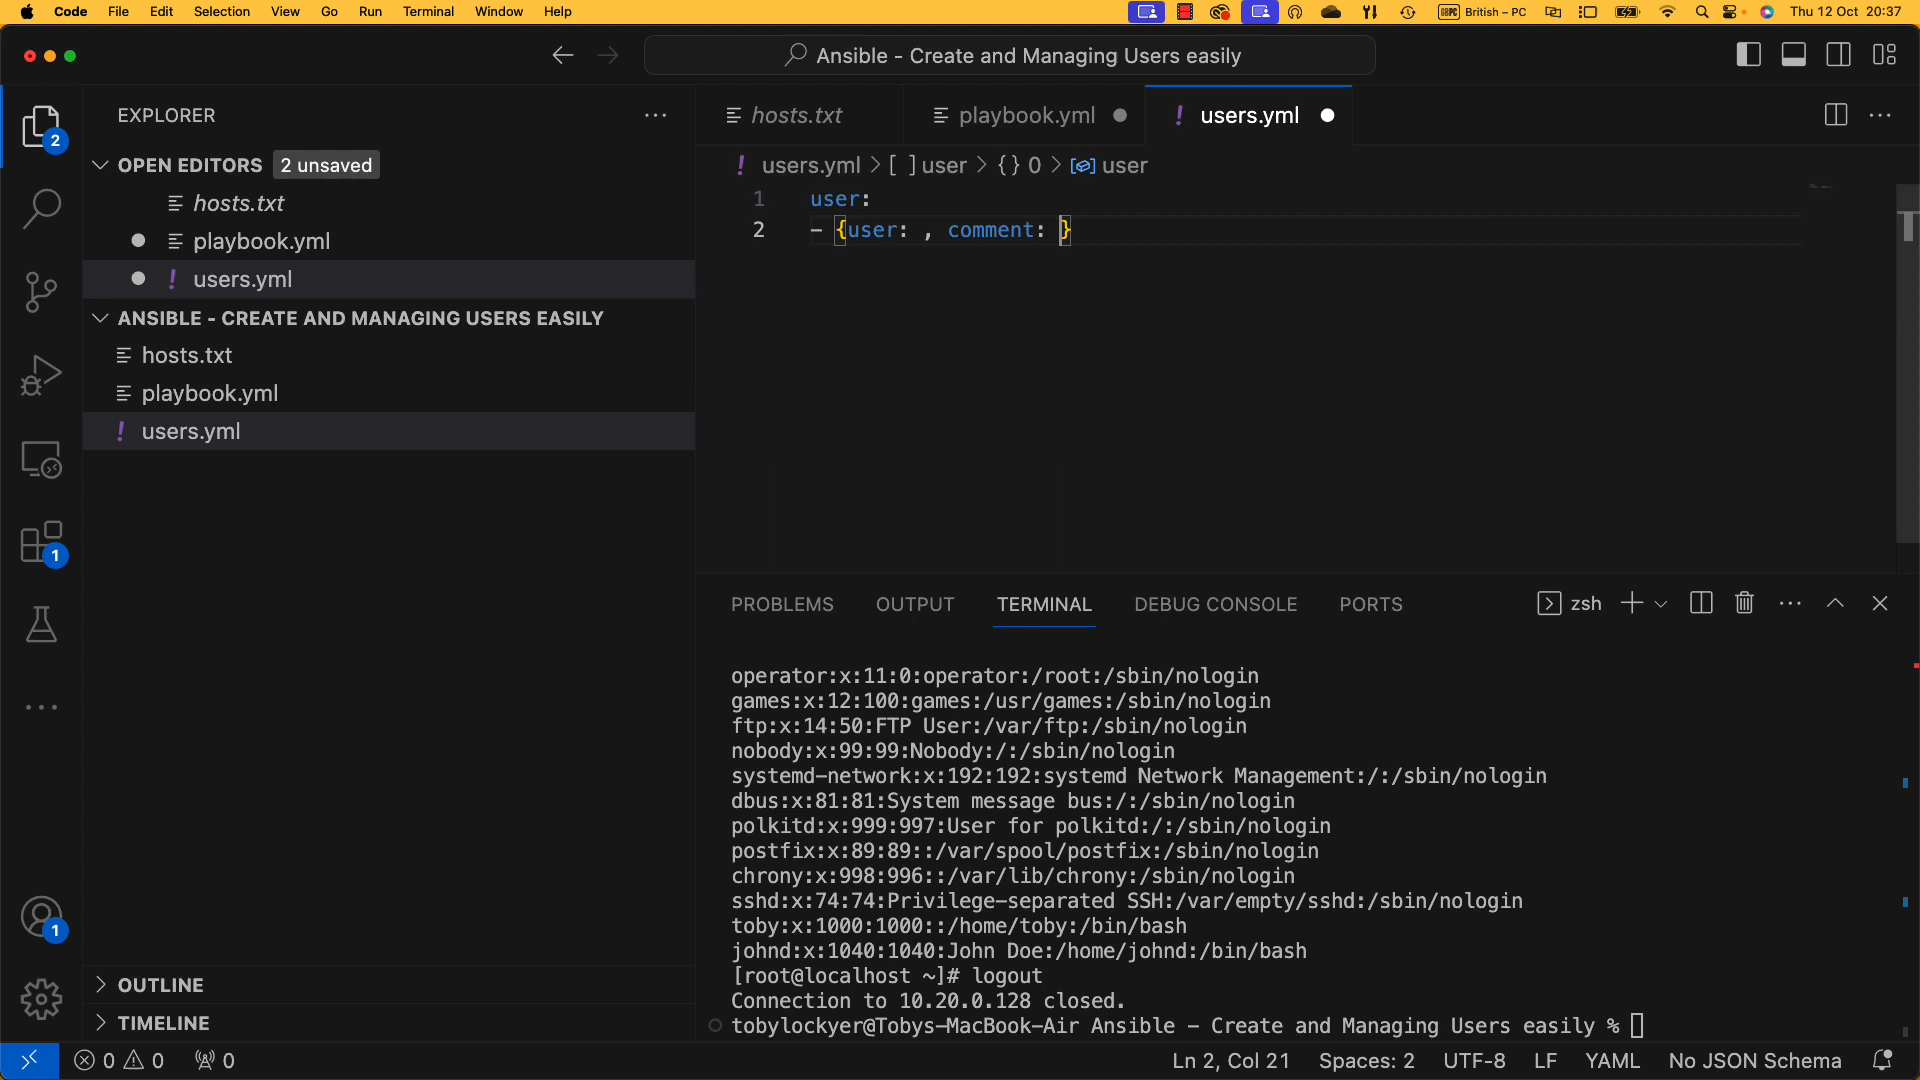 Code File Edit Selection View Go Run Terminal Window Help British – PC Thu 12 Oct 20:37
Ansible - Create and Managing Users easily
EXPLORER
hosts.txt playbook.yml users.yml
OPEN EDITORS 2 unsaved
hosts.txt
playbook.yml
users.yml
ANSIBLE - CREATE AND MANAGING USERS EASILY
hosts.txt
playbook.yml
users.yml
OUTLINE
TIMELINE
2
1
1
users.yml > [ ] user > {} 0 > user
1 user:
2 - {user: , comment: }
PROBLEMS OUTPUT TERMINAL DEBUG CONSOLE PORTS zsh
operator:x:11:0:operator:/root:/sbin/nologin
games:x:12:100:games:/usr/games:/sbin/nologin
ftp:x:14:50:FTP User:/var/ftp:/sbin/nologin
nobody:x:99:99:Nobody:/:/sbin/nologin
systemd-network:x:192:192:systemd Network Management:/:/sbin/nologin
dbus:x:81:81:System message bus:/:/sbin/nologin
polkitd:x:999:997:User for polkitd:/:/sbin/nologin
postfix:x:89:89::/var/spool/postfix:/sbin/nologin
chrony:x:998:996::/var/lib/chrony:/sbin/nologin
sshd:x:74:74:Privilege-separated SSH:/var/empty/sshd:/sbin/nologin
toby:x:1000:1000::/home/toby:/bin/bash
johnd:x:1040:1040:John Doe:/home/johnd:/bin/bash
[root@localhost ~]# logout
Connection to 10.20.0.128 closed.
tobylockyer@Tobys-MacBook-Air Ansible - Create and Managing Users easily %
0 0 0 Ln 2, Col 21 Spaces: 2 UTF-8 LF YAML No JSON Schema